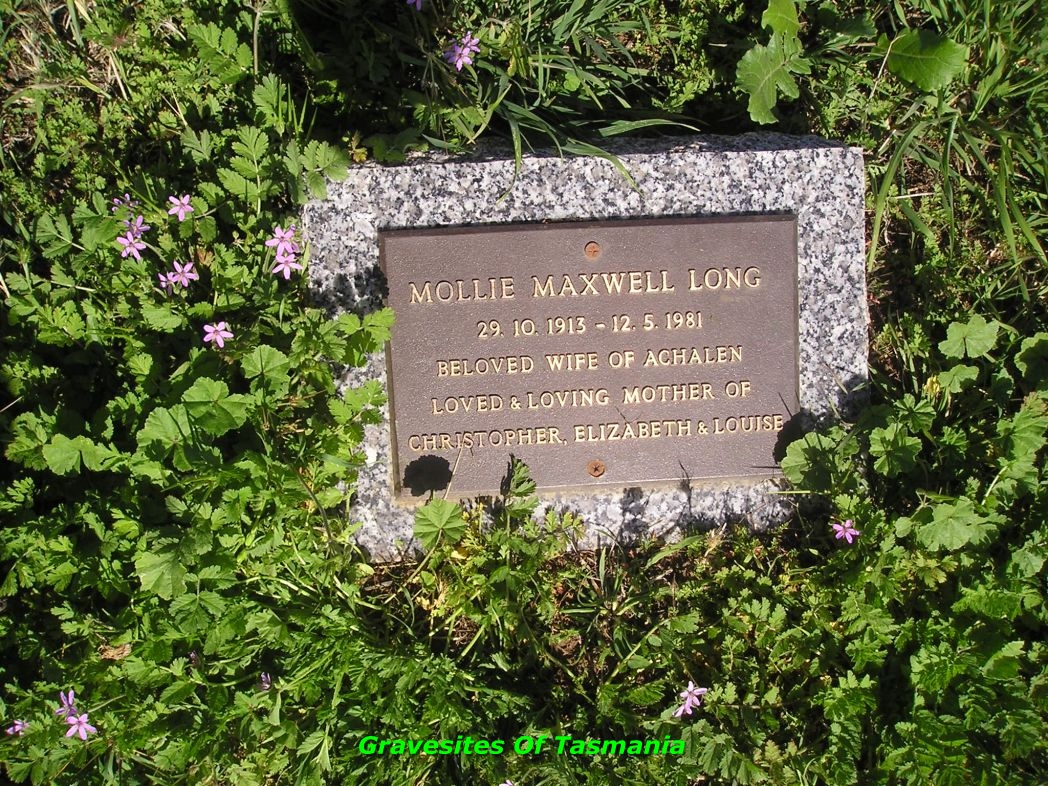 MOLLIE MAXWELL LONG
29. 10. 1913 - 12. 5. 1981
BELOVED WIFE OF ACHALEN
LOVED & LOVING MOTHER OF
CHRISTOPHER, ELIZABETH & LOUISE
Gravesites Of Tasmania